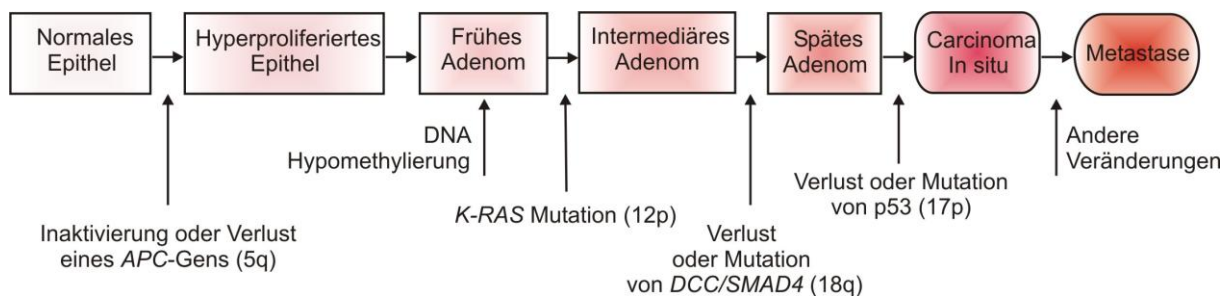 Normales
Epithel
Hyperproliferiertes
Epithel
Frühes
Adenom
Intermediäres
Adenom
Spätes
Adenom
Carcinoma
In situ
Metastase
DNA
Hypomethylierung
Andere
Veränderungen
K-RAS Mutation (12p)
Verlust oder Mutation
von p53 (17p)
Inaktivierung oder Verlust
eines APC-Gens (5q)
Verlust
oder Mutation
von DCC/SMAD4 (18q)